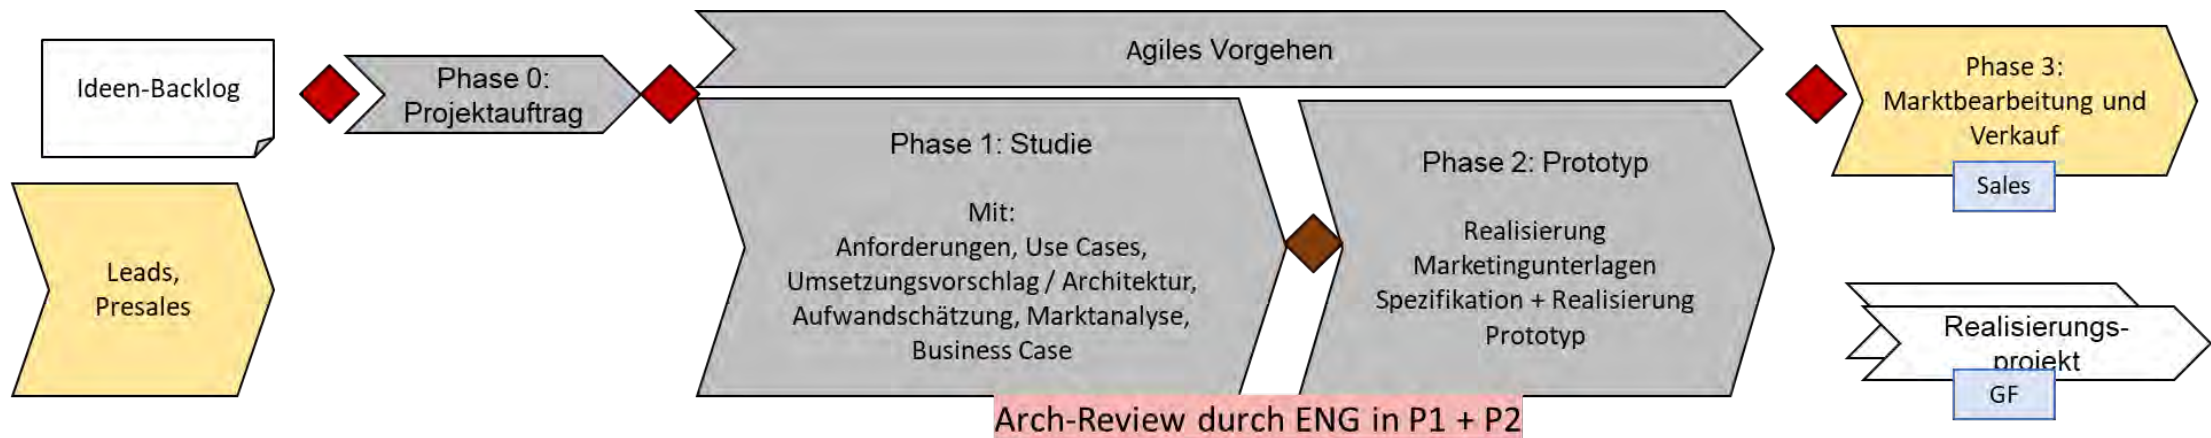 Ideen-Backlog
Leads,
Presales
Phase 0:
Projektauftrag
Agiles Vorgehen
Phase 1: Studie
Mit:
Anforderungen, Use Cases,
Umsetzungsvorschlag / Architektur,
Aufwandschätzung, Marktanalyse,
Business Case
Phase 2: Prototyp
Realisierung
Marketingunterlagen
Spezifikation + Realisierung
Prototyp
Arch-Review durch ENG in P1 + P2
Phase 3:
Marktbearbeitung und
Verkauf
Sales
Realisierungs-
projekt
GF